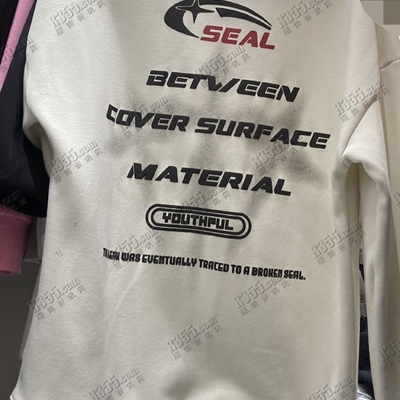 SEAL
BETWEEN
COVER SURFACE
MATERIAL
YOUTHFUL
WAS EVENTUALLY TRACED TO A BROKEN SEAL.